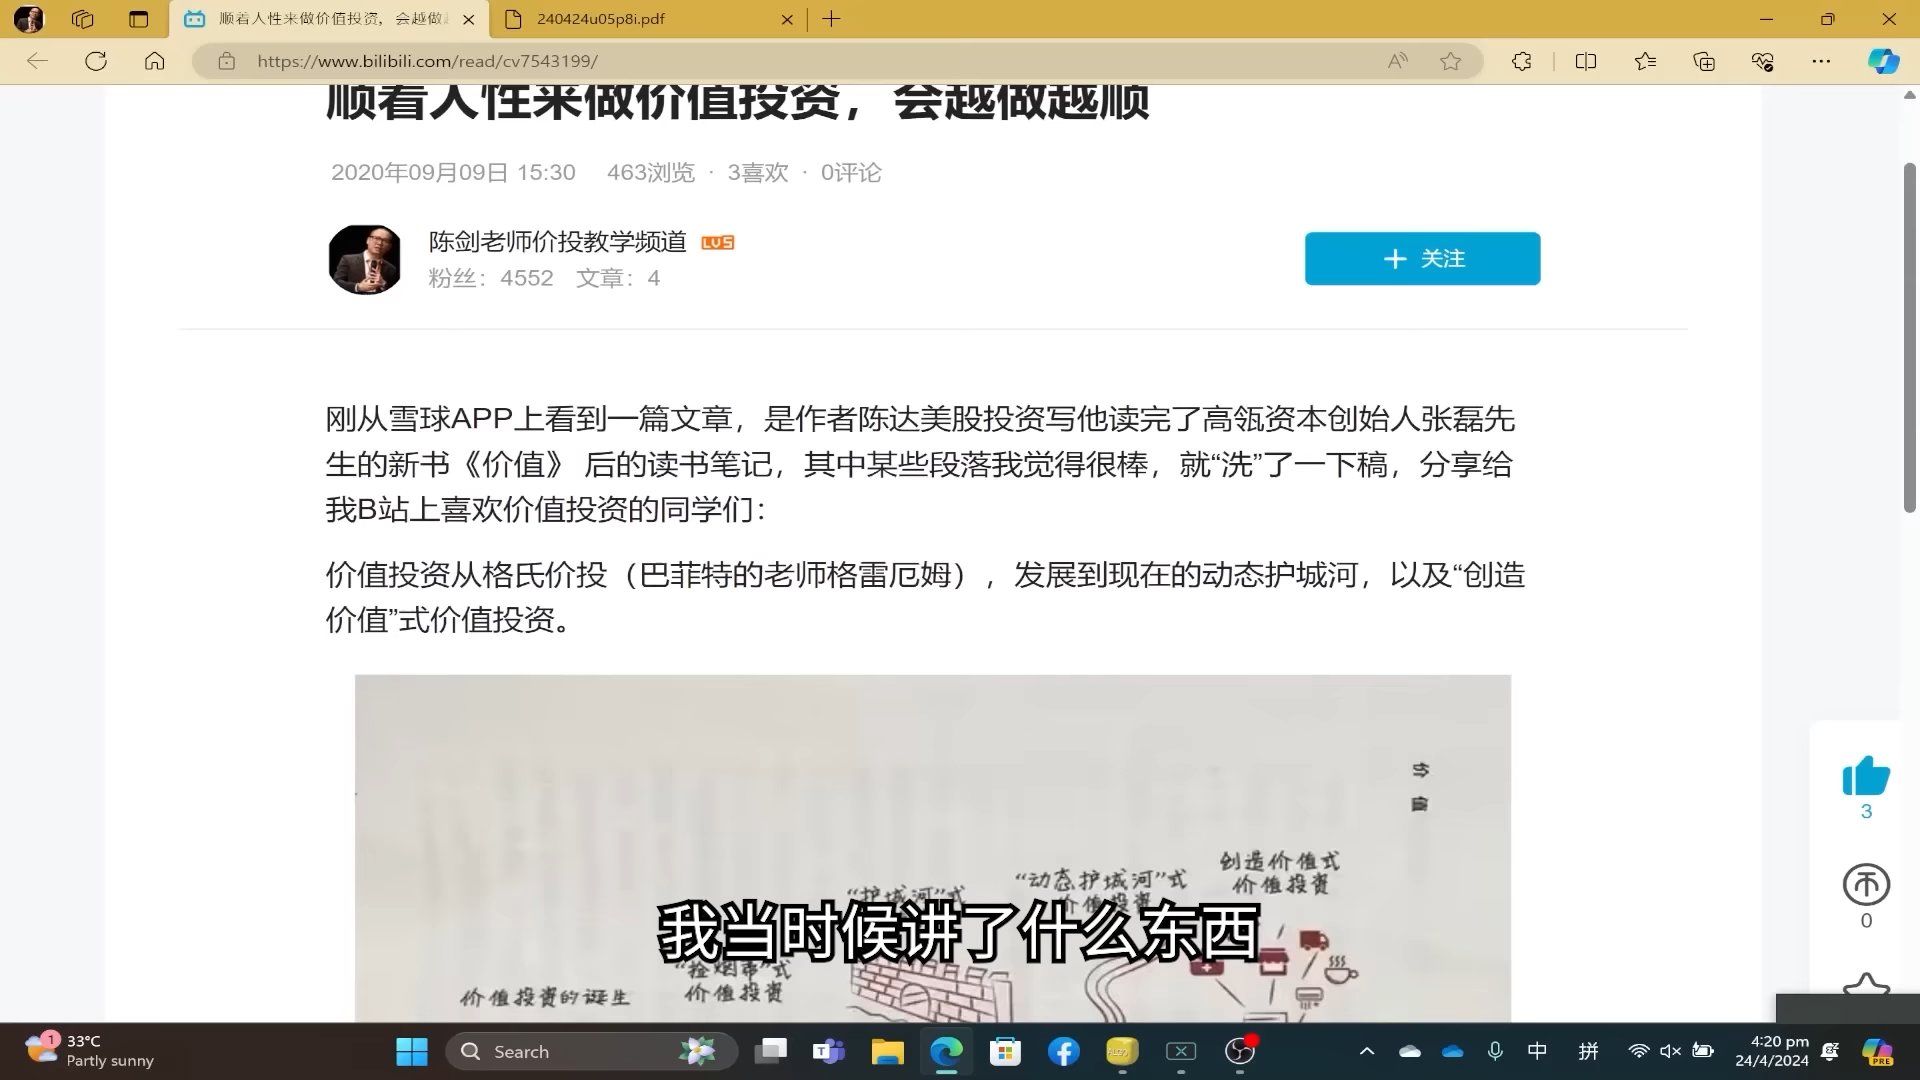 顺着人性来做价值投资，会越做
240424u05p8i.pdf
https://www.bilibili.com/read/cv7543199/
顺着人性来做价值投资，会越做越顺
2020年09月09日 15:30 463浏览 · 3喜欢 · 0评论
陈剑老师价投教学频道 LV5
粉丝：4552 文章：4
关注
刚从雪球APP上看到一篇文章，是作者陈达美股投资写他读完了高瓴资本创始人张磊先
生的新书《价值》 后的读书笔记，其中某些段落我觉得很棒，就“洗”了一下稿，分享给
我B站上喜欢价值投资的同学们：
价值投资从格氏价投（巴菲特的老师格雷厄姆），发展到现在的动态护城河，以及“创造
价值”式价值投资。
价值
创造价值式
价值投资
“动态护城河”式
价值投资
“护城河”式
我当时候讲了什么东西
“捡烟蒂”式
价值投资
价值投资的诞生
3
0
1
33°C
Partly sunny
Search
ALGO
中
拼
4:20 pm
24/4/2024
PRE